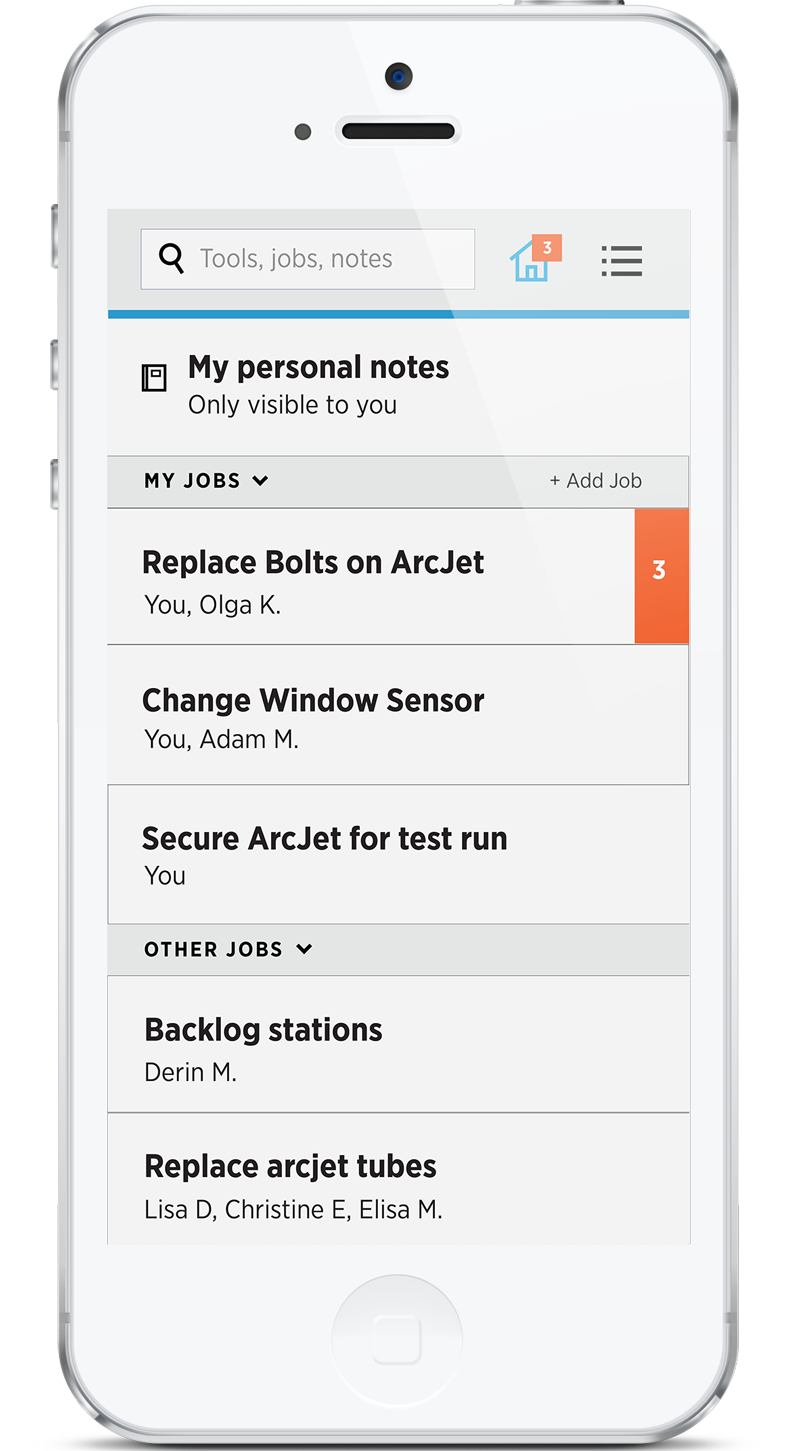 Tools, jobs, notes
3
My personal notes
Only visible to you
MY JOBS
+ Add Job
Replace Bolts on ArcJet
You, Olga K.
3
Change Window Sensor
You, Adam M.
Secure ArcJet for test run
You
OTHER JOBS
Backlog stations
Derin M.
Replace arcjet tubes
Lisa D, Christine E, Elisa M.